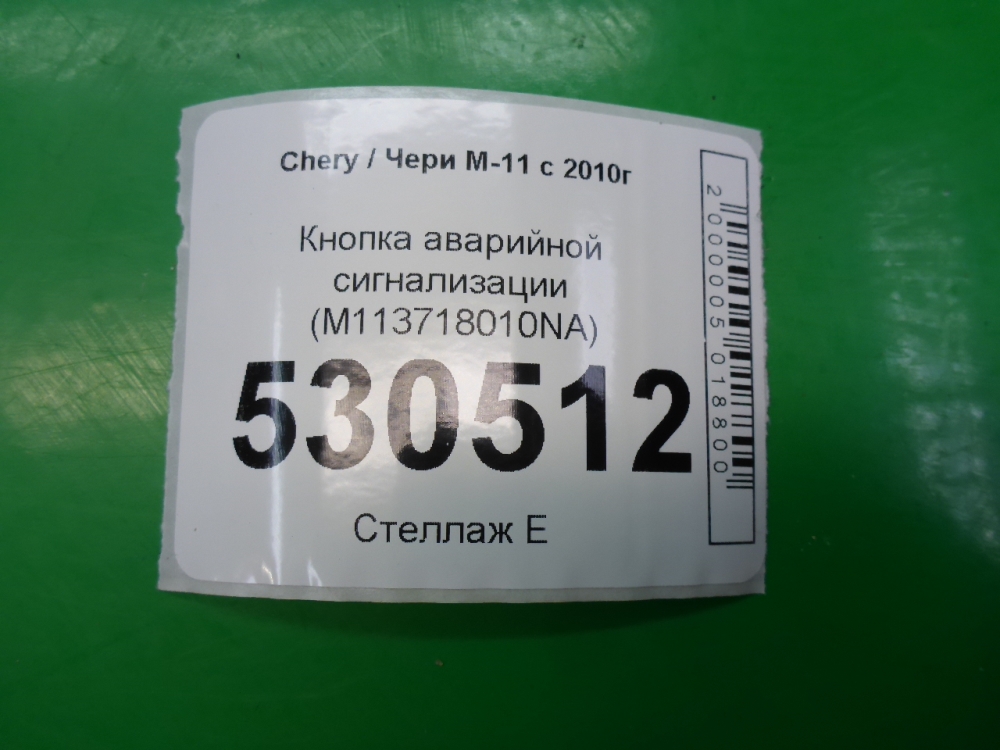 Chery / Чери М-11 с 2010г
Кнопка аварийной
сигнализации
(M113718010NA)
530512
Стеллаж Е
2000005018800